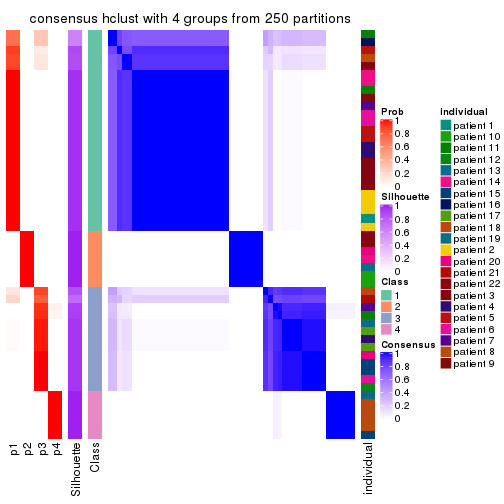 consensus hclust with 4 groups from 250 partitions
Prob
1
0.8
0.6
0.4
0.2
0
Silhouette
1
0.8
0.6
0.4
0.2
0
Class
1
2
3
4
Consensus
1
0.8
0.6
0.4
0.2
0
individual
patient 1
patient 10
patient 11
patient 12
patient 13
patient 14
patient 15
patient 16
patient 17
patient 18
patient 19
patient 2
patient 20
patient 21
patient 22
patient 3
patient 4
patient 5
patient 6
patient 7
patient 8
patient 9
p1
p2
p3
p4
Silhouette
Class
individual